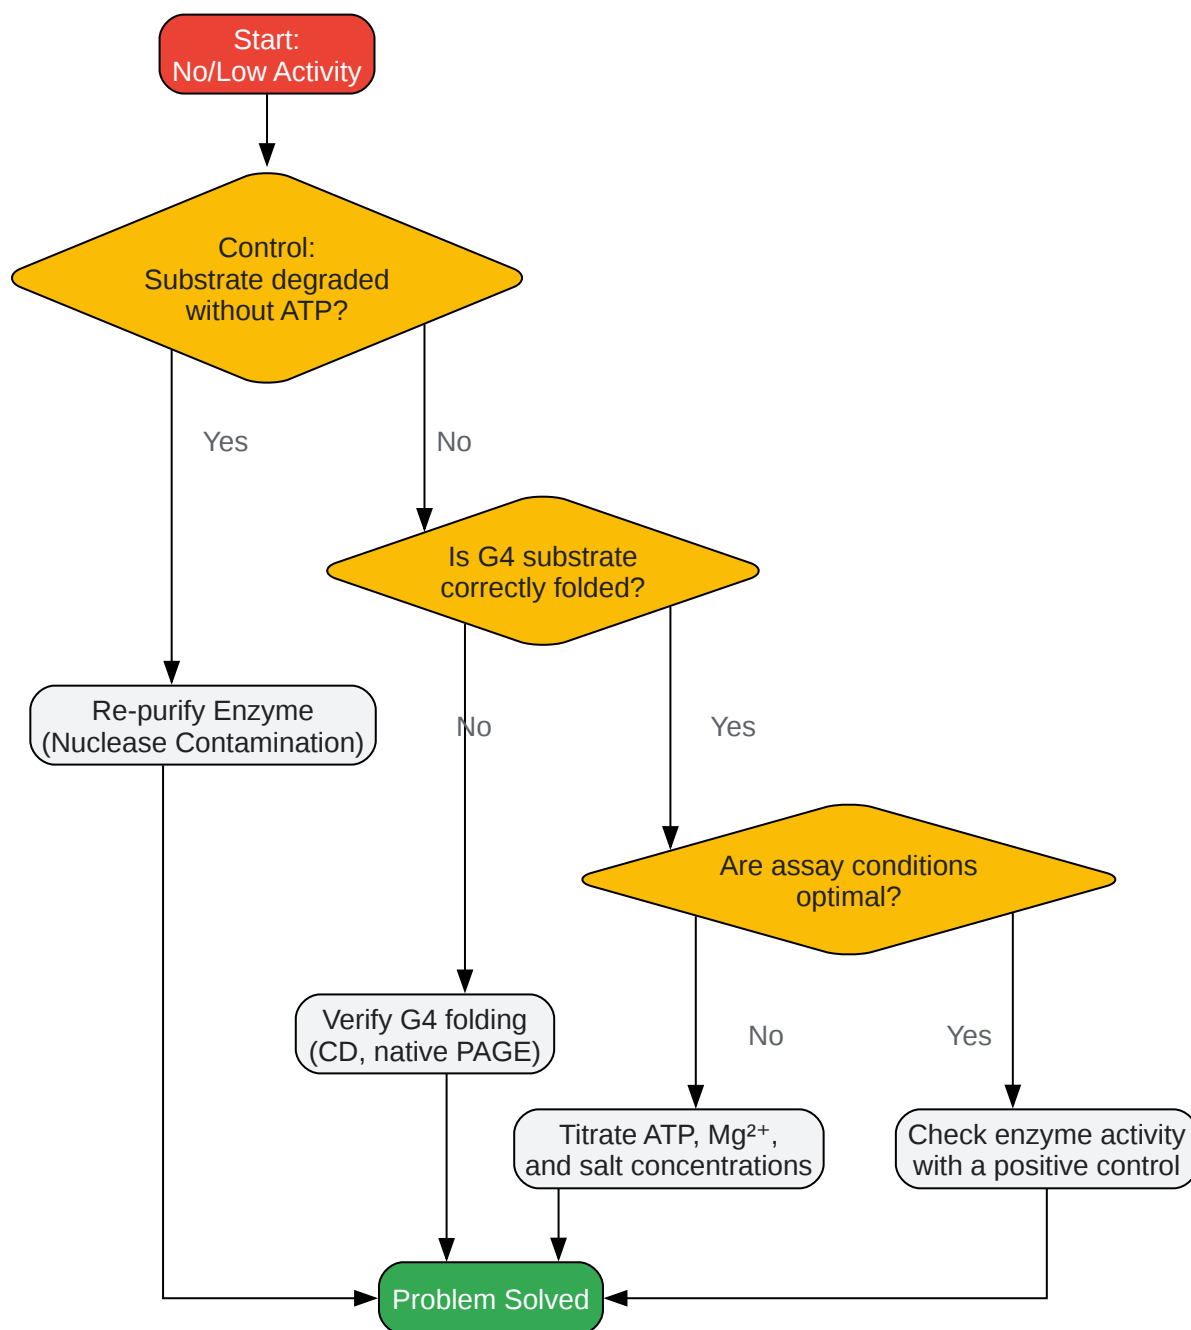 Start:
No/Low Activity
Control:
Substrate degraded
without ATP?
Yes
No
Is G4 substrate
correctly folded?
Re-purify Enzyme
(Nuclease Contamination)
No
Yes
Are assay conditions
optimal?
Verify G4 folding
(CD, native PAGE)
No
Yes
Titrate ATP, Mg²⁺,
and salt concentrations
Check enzyme activity
with a positive control
Problem Solved